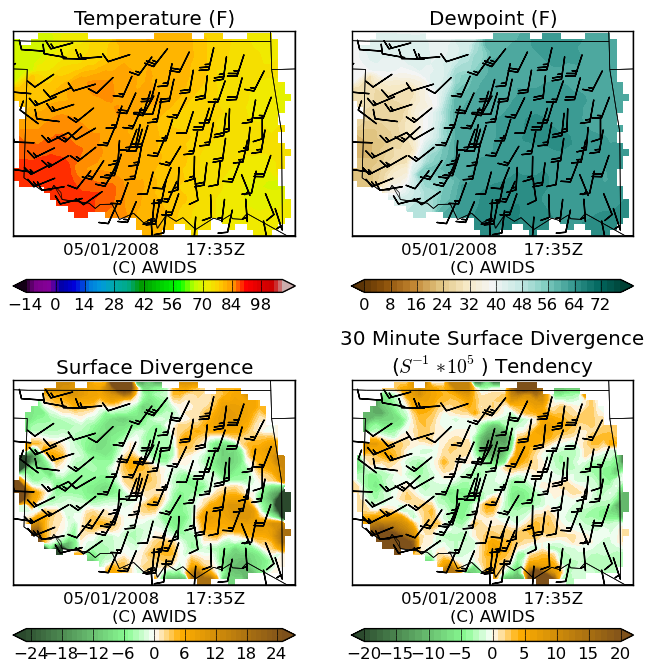 Temperature (F)
Dewpoint (F)
05/01/2008 17:35Z
(C) AWIDS
05/01/2008 17:35Z
(C) AWIDS
−14 0 14 28 42 56 70 84 98
0 8 16 24 32 40 48 56 64 72
Surface Divergence
30 Minute Surface Divergence
(S⁻¹ *10⁵ ) Tendency
05/01/2008 17:35Z
(C) AWIDS
05/01/2008 17:35Z
(C) AWIDS
−24 −18 −12 −6 0 6 12 18 24
−20 −15 −10 −5 0 5 10 15 20